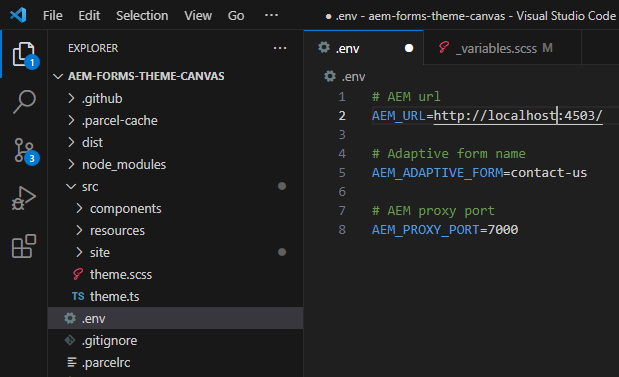 File Edit Selection View Go ··· ● .env - aem-forms-theme-canvas - Visual Studio Code
EXPLORER
AEM-FORMS-THEME-CANVAS
.github
.parcel-cache
dist
node_modules
src
components
resources
site
theme.scss
TS theme.ts
.env
.gitignore
.parcelrc
1
3
.env ● _variables.scss M
.env
1 # AEM url
2 AEM_URL=http://localhost:4503/
3
4 # Adaptive form name
5 AEM_ADAPTIVE_FORM=contact-us
6
7 # AEM proxy port
8 AEM_PROXY_PORT=7000